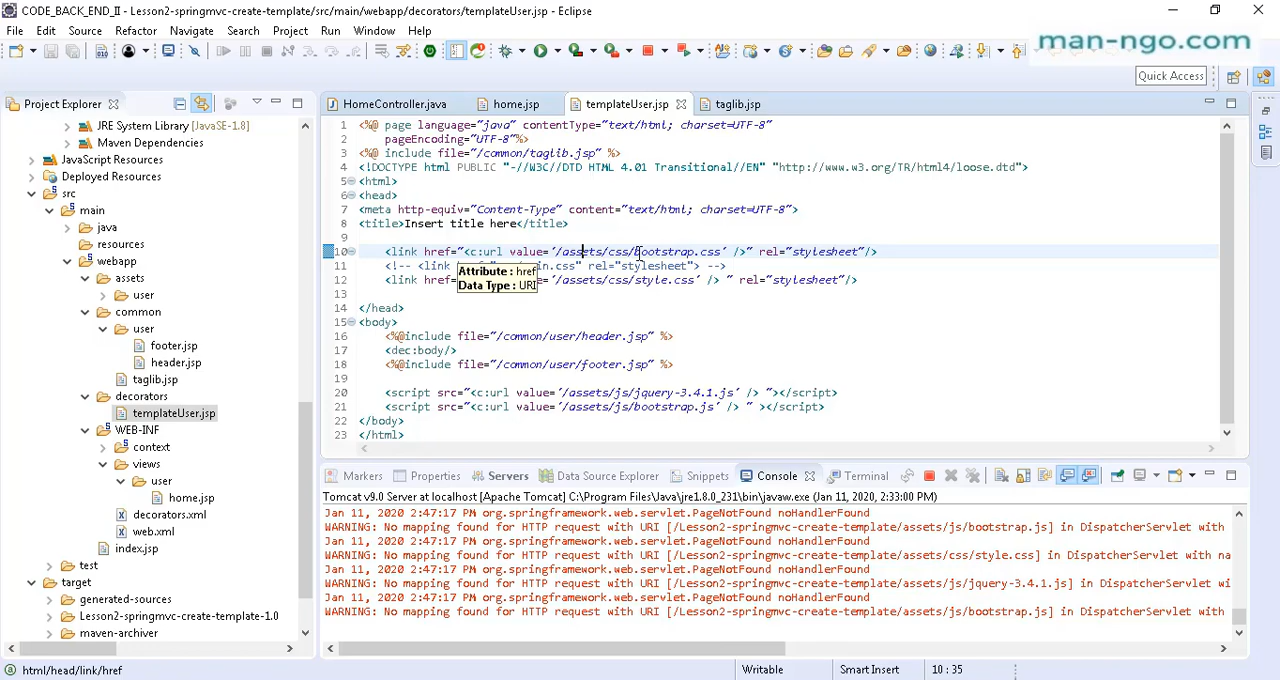 CODE_BACK_END_II - Lesson2-springmvc-create-template/src/main/webapp/decorators/templateUser.jsp - Eclipse
File Edit Source Refactor Navigate Search Project Run Window Help
man-ngo.com
Quick Access
Project Explorer
JRE System Library [JavaSE-1.8]
Maven Dependencies
JavaScript Resources
Deployed Resources
src
main
java
resources
webapp
assets
user
common
user
footer.jsp
header.jsp
taglib.jsp
decorators
templateUser.jsp
WEB-INF
context
views
user
home.jsp
decorators.xml
web.xml
index.jsp
test
target
generated-sources
Lesson2-springmvc-create-template-1.0
maven-archiver
HomeController.java home.jsp templateUser.jsp taglib.jsp
1 <%@ page language="java" contentType="text/html; charset=UTF-8"
2 pageEncoding="UTF-8"%>
3 <%@ include file="/common/taglib.jsp" %>
4 <!DOCTYPE html PUBLIC "-//W3C//DTD HTML 4.01 Transitional//EN" "http://www.w3.org/TR/html4/loose.dtd">
5 <html>
6 <head>
7 <meta http-equiv="Content-Type" content="text/html; charset=UTF-8">
8 <title>Insert title here</title>
9
10 <link href="<c:url value='/assets/css/bootstrap.css' />" rel="stylesheet"/>
11 <!-- <link in.css" rel="stylesheet"> -->
Attribute : href
Data Type : URI
12 <link href= '/assets/css/style.css' /> " rel="stylesheet"/>
13
14 </head>
15 <body>
16 <%@include file="/common/user/header.jsp" %>
17 <dec:body/>
18 <%@include file="/common/user/footer.jsp" %>
19
20 <script src="<c:url value='/assets/js/jquery-3.4.1.js' /> "></script>
21 <script src="<c:url value='/assets/js/bootstrap.js' /> " ></script>
22 </body>
23 </html>
Markers Properties Servers Data Source Explorer Snippets Console Terminal
Tomcat v9.0 Server at localhost [Apache Tomcat] C:\Program Files\Java\jre1.8.0_231\bin\javaw.exe (Jan 11, 2020, 2:33:00 PM)
Jan 11, 2020 2:47:17 PM org.springframework.web.servlet.PageNotFound noHandlerFound
WARNING: No mapping found for HTTP request with URI [/Lesson2-springmvc-create-template/assets/js/bootstrap.js] in DispatcherServlet with
Jan 11, 2020 2:47:17 PM org.springframework.web.servlet.PageNotFound noHandlerFound
WARNING: No mapping found for HTTP request with URI [/Lesson2-springmvc-create-template/assets/css/style.css] in DispatcherServlet with na
Jan 11, 2020 2:47:17 PM org.springframework.web.servlet.PageNotFound noHandlerFound
WARNING: No mapping found for HTTP request with URI [/Lesson2-springmvc-create-template/assets/js/jquery-3.4.1.js] in DispatcherServlet wi
Jan 11, 2020 2:47:17 PM org.springframework.web.servlet.PageNotFound noHandlerFound
WARNING: No mapping found for HTTP request with URI [/Lesson2-springmvc-create-template/assets/js/bootstrap.js] in DispatcherServlet with
html/head/link/href
Writable
Smart Insert
10 : 35